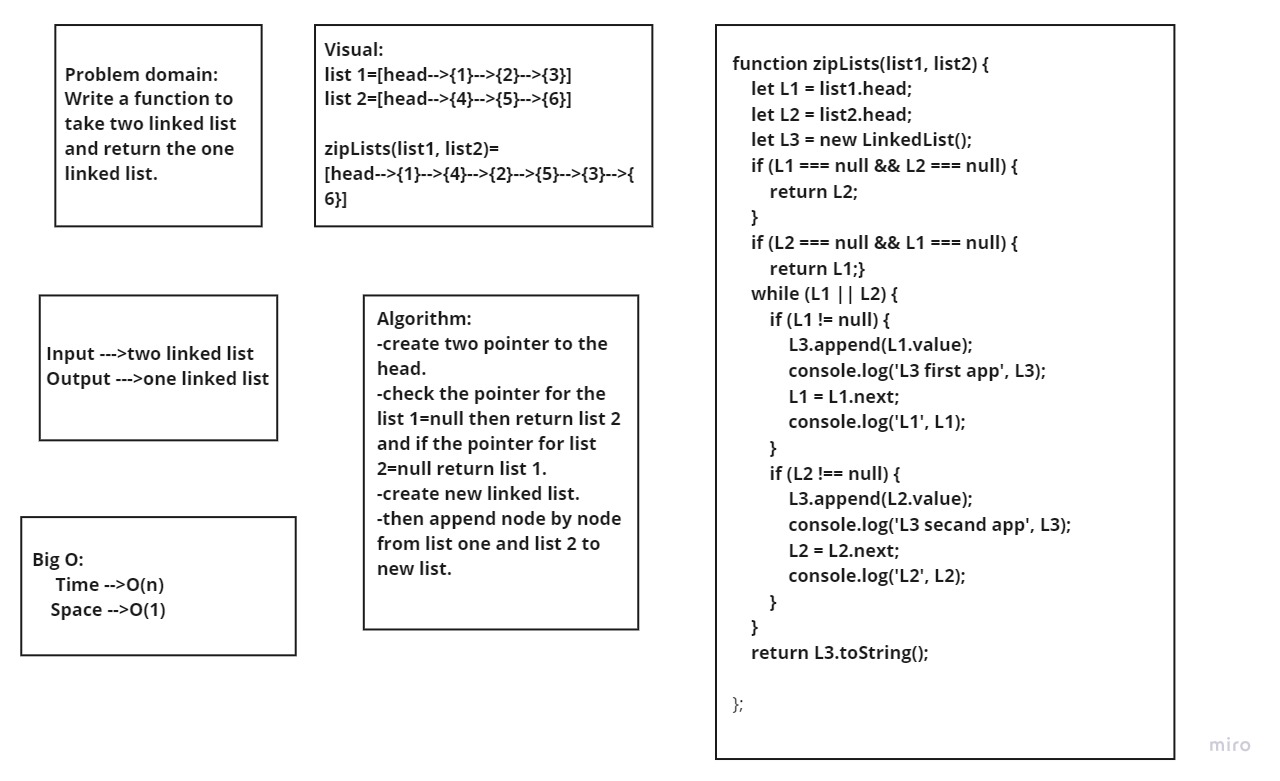 Problem domain:
Write a function to
take two linked list
and return the one
linked list.
Visual:
list 1=[head-->{1}-->{2}-->{3}]
list 2=[head-->{4}-->{5}-->{6}]
zipLists(list1, list2)=
[head-->{1}-->{4}-->{2}-->{5}-->{3}-->{
6}]
Input --->two linked list
Output --->one linked list
Algorithm:
-create two pointer to the
head.
-check the pointer for the
list 1=null then return list 2
and if the pointer for list
2=null return list 1.
-create new linked list.
-then append node by node
from list one and list 2 to
new list.
Big O:
Time -->O(n)
Space -->O(1)
function zipLists(list1, list2) {
let L1 = list1.head;
let L2 = list2.head;
let L3 = new LinkedList();
if (L1 === null && L2 === null) {
return L2;
}
if (L2 === null && L1 === null) {
return L1;}
while (L1 || L2) {
if (L1 != null) {
L3.append(L1.value);
console.log('L3 first app', L3);
L1 = L1.next;
console.log('L1', L1);
}
if (L2 !== null) {
L3.append(L2.value);
console.log('L3 secand app', L3);
L2 = L2.next;
console.log('L2', L2);
}
}
return L3.toString();
};
miro